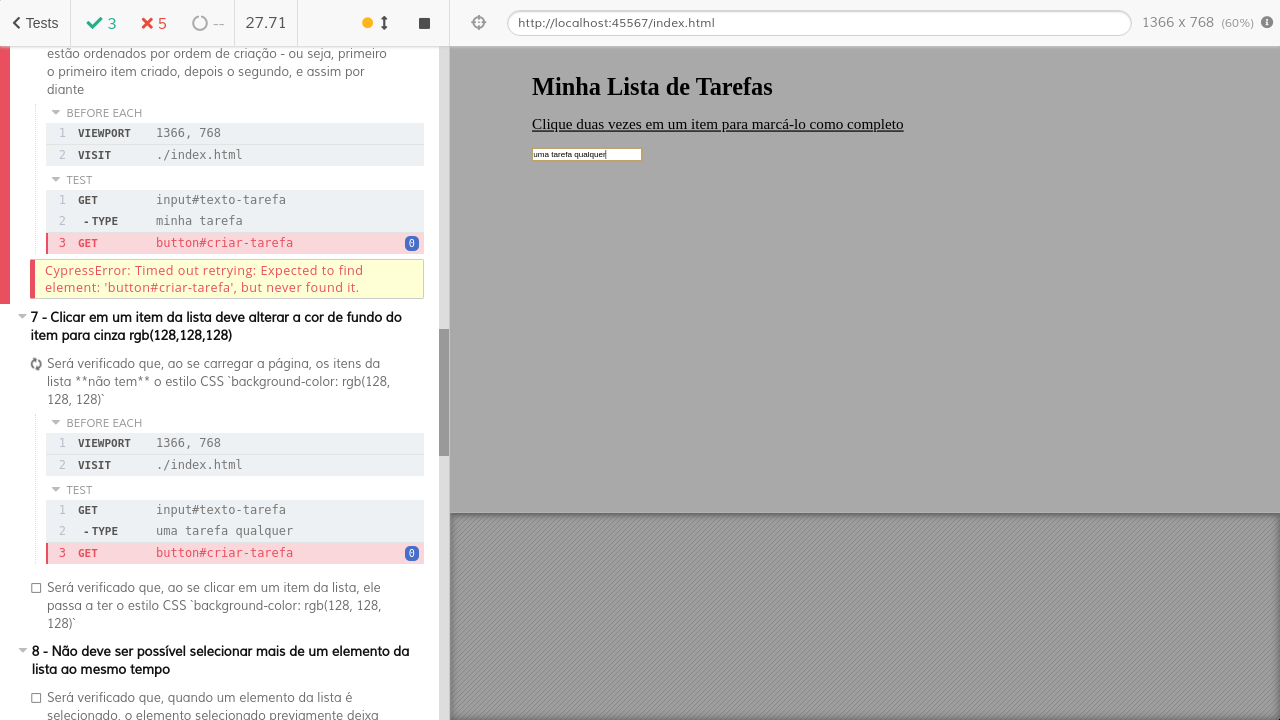 Tests 3 5 -- 27.71
http://localhost:45567/index.html 1366 x 768 (60%)
estão ordenados por ordem de criação - ou seja, primeiro
o primeiro item criado, depois o segundo, e assim por
diante
BEFORE EACH
1 VIEWPORT 1366, 768
2 VISIT ./index.html
TEST
1 GET input#texto-tarefa
2 -TYPE minha tarefa
3 GET button#criar-tarefa 0
CypressError: Timed out retrying: Expected to find
element: 'button#criar-tarefa', but never found it.
7 - Clicar em um item da lista deve alterar a cor de fundo do
item para cinza rgb(128,128,128)
Será verificado que, ao se carregar a página, os itens da
lista **não tem** o estilo CSS `background-color: rgb(128,
128, 128)`
BEFORE EACH
1 VIEWPORT 1366, 768
2 VISIT ./index.html
TEST
1 GET input#texto-tarefa
2 -TYPE uma tarefa qualquer
3 GET button#criar-tarefa 0
Será verificado que, ao se clicar em um item da lista, ele
passa a ter o estilo CSS `background-color: rgb(128, 128,
128)`
8 - Não deve ser possível selecionar mais de um elemento da
lista ao mesmo tempo
Será verificado que, quando um elemento da lista é
selecionado, o elemento selecionado previamente deixa
Minha Lista de Tarefas
Clique duas vezes em um item para marcá-lo como completo
uma tarefa qualquer